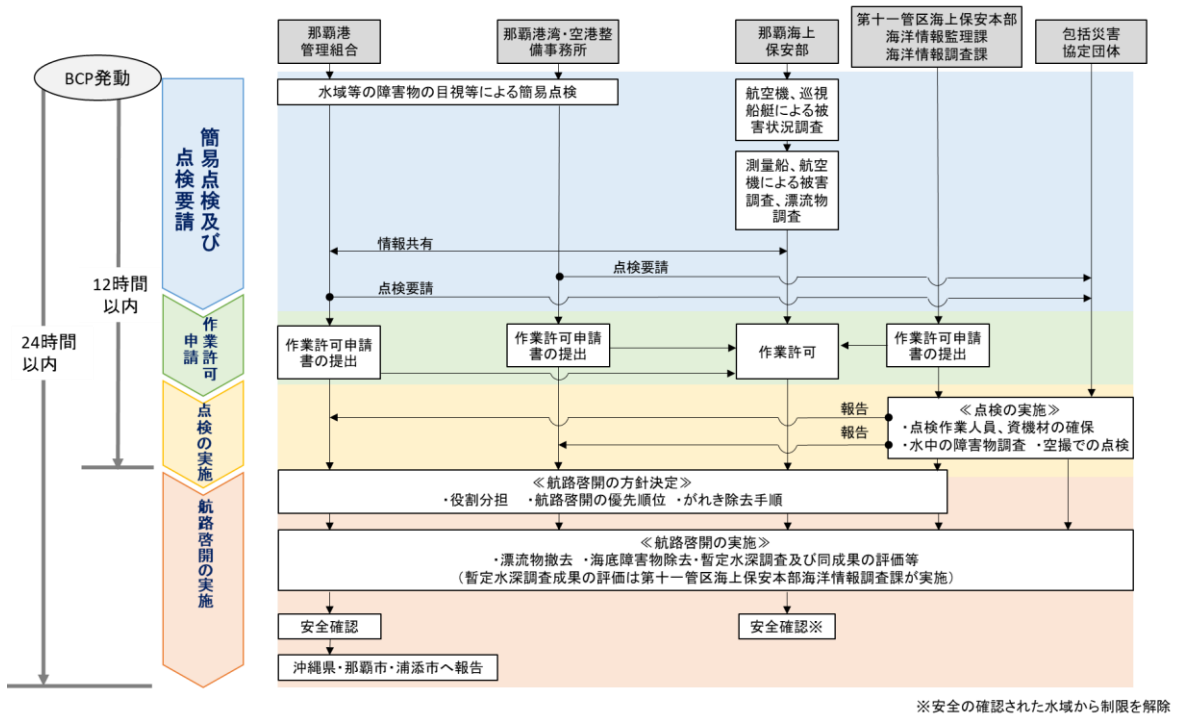 那覇港
管理組合
那覇港湾・空港整
備事務所
那覇海上
保安部
第十一管区海上保安本部
海洋情報監理課
海洋情報調査課
包括災害
協定団体
BCP発動
12時間
以内
24時間
以内
簡易点検及び
点検要請
水域等の障害物の目視等による簡易点検
航空機、巡視
船艇による被
害状況調査
測量船、航空
機による被害
調査、漂流物
調査
情報共有
点検要請
点検要請
作業許可
申請
作業許可申請
書の提出
作業許可申請
書の提出
作業許可
作業許可申請
書の提出
点検の実施
報告
報告
≪点検の実施≫
・点検作業人員、資機材の確保
・水中の障害物調査 ・空撮での点検
航路啓開の実施
≪航路啓開の方針決定≫
・役割分担 ・航路啓開の優先順位 ・がれき除去手順
≪航路啓開の実施≫
・漂流物撤去 ・海底障害物除去・暫定水深調査及び同成果の評価等
（暫定水深調査成果の評価は第十一管区海上保安本部海洋情報調査課が実施）
安全確認
安全確認※
沖縄県・那覇市・浦添市へ報告
※安全の確認された水域から制限を解除